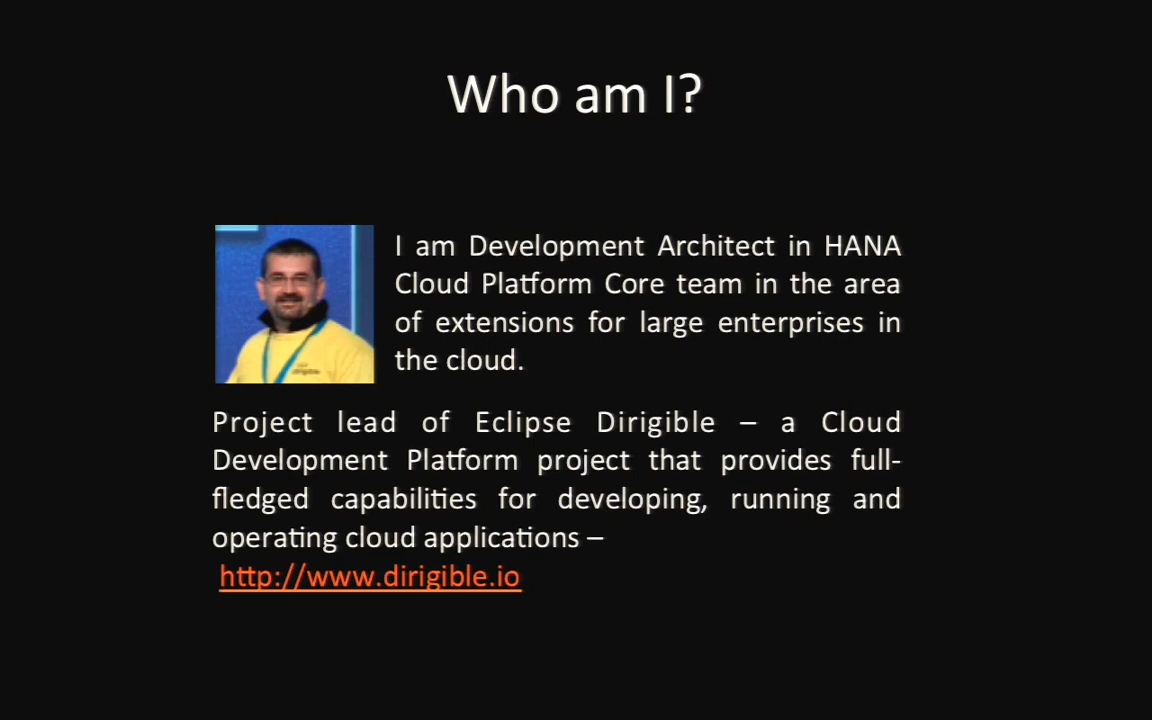 Who am I?
I am Development Architect in HANA
Cloud Platform Core team in the area
of extensions for large enterprises in
the cloud.
Project lead of Eclipse Dirigible – a Cloud
Development Platform project that provides full-
fledged capabilities for developing, running and
operating cloud applications –
http://www.dirigible.io
dirigible